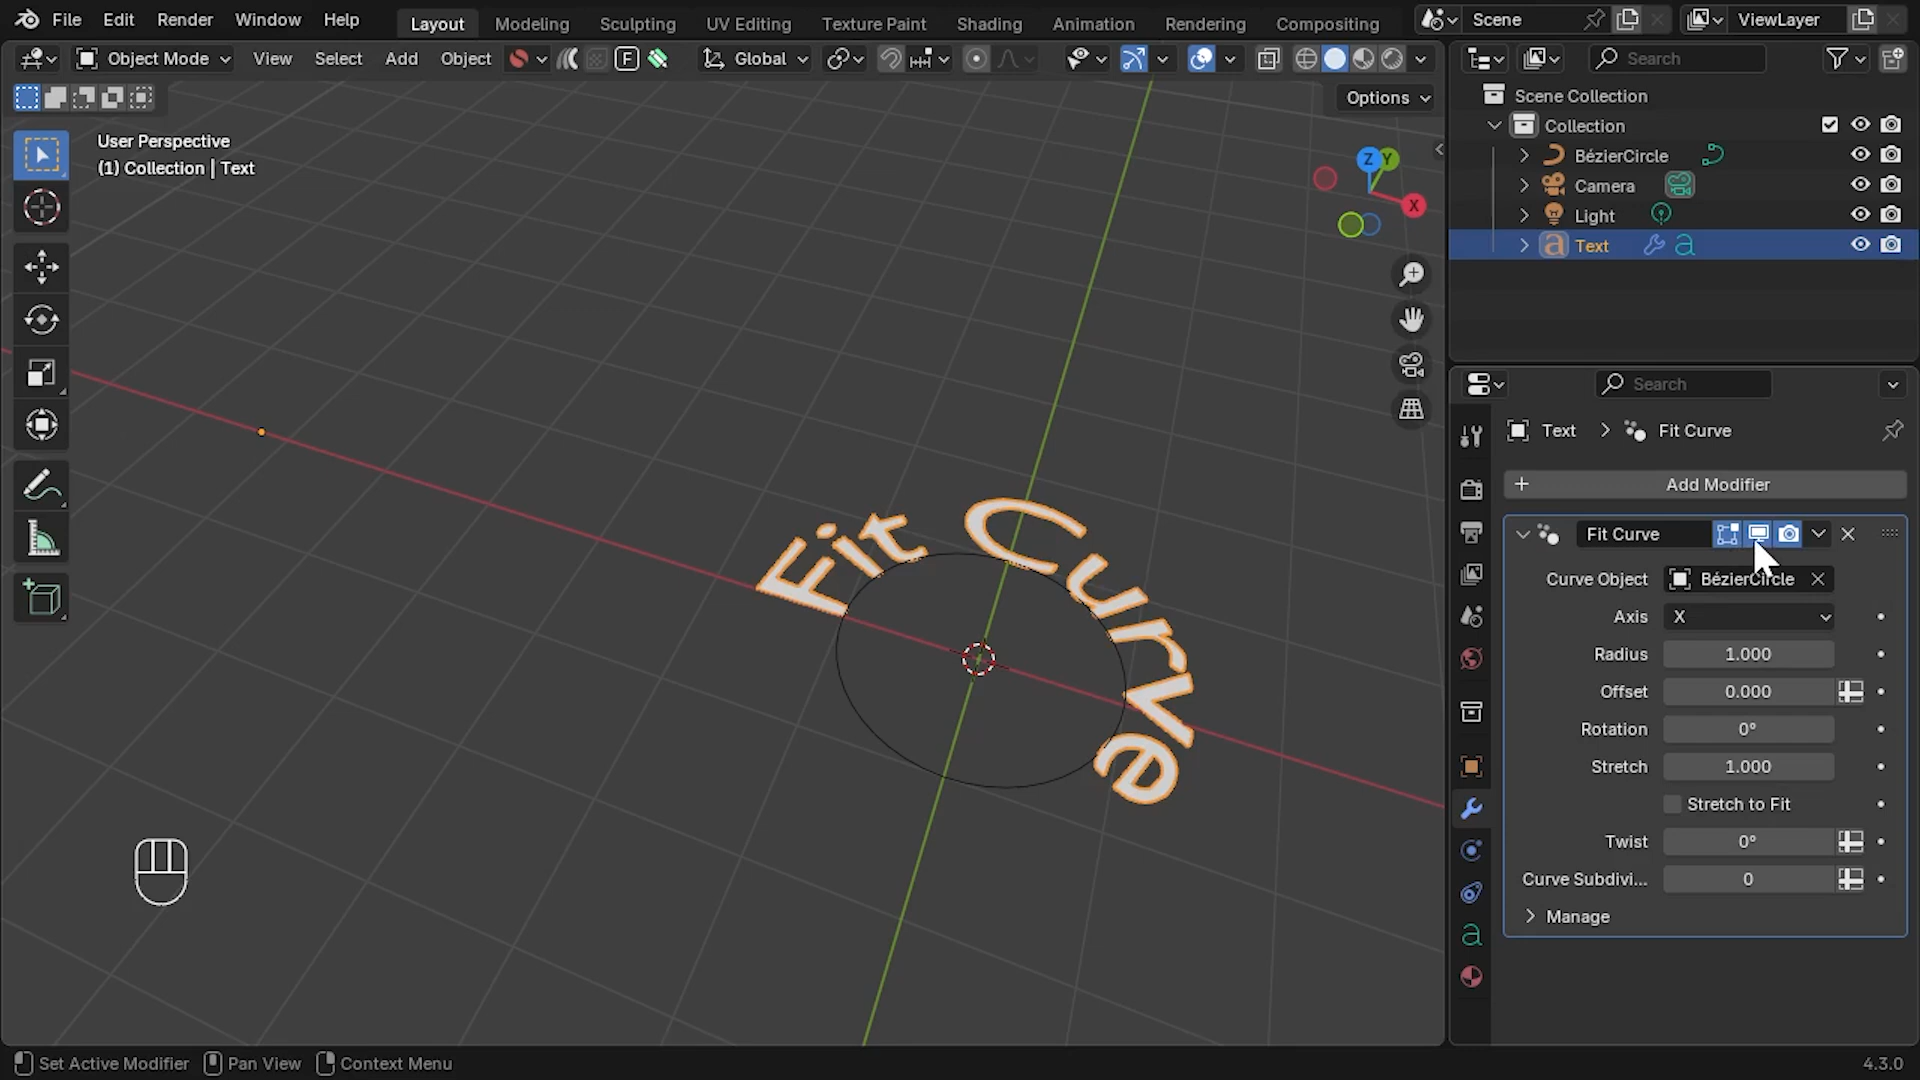 File Edit Render Window Help Layout Modeling Sculpting UV Editing Texture Paint Shading Animation Rendering Compositing Scene ViewLayer
Object Mode View Select Add Object F Global Search
Options
User Perspective
(1) Collection | Text
Z Y
X
Scene Collection
Collection
BézierCircle
Camera
Light
a Text a
Search
Text > Fit Curve
+ Add Modifier
Fit Curve
Curve Object BézierCircle
Axis X
Radius 1.000
Offset 0.000
Rotation 0°
Stretch 1.000
Stretch to Fit
Twist 0°
Curve Subdivi... 0
Manage
a
Fit Curve
Set Active Modifier Pan View Context Menu 4.3.0